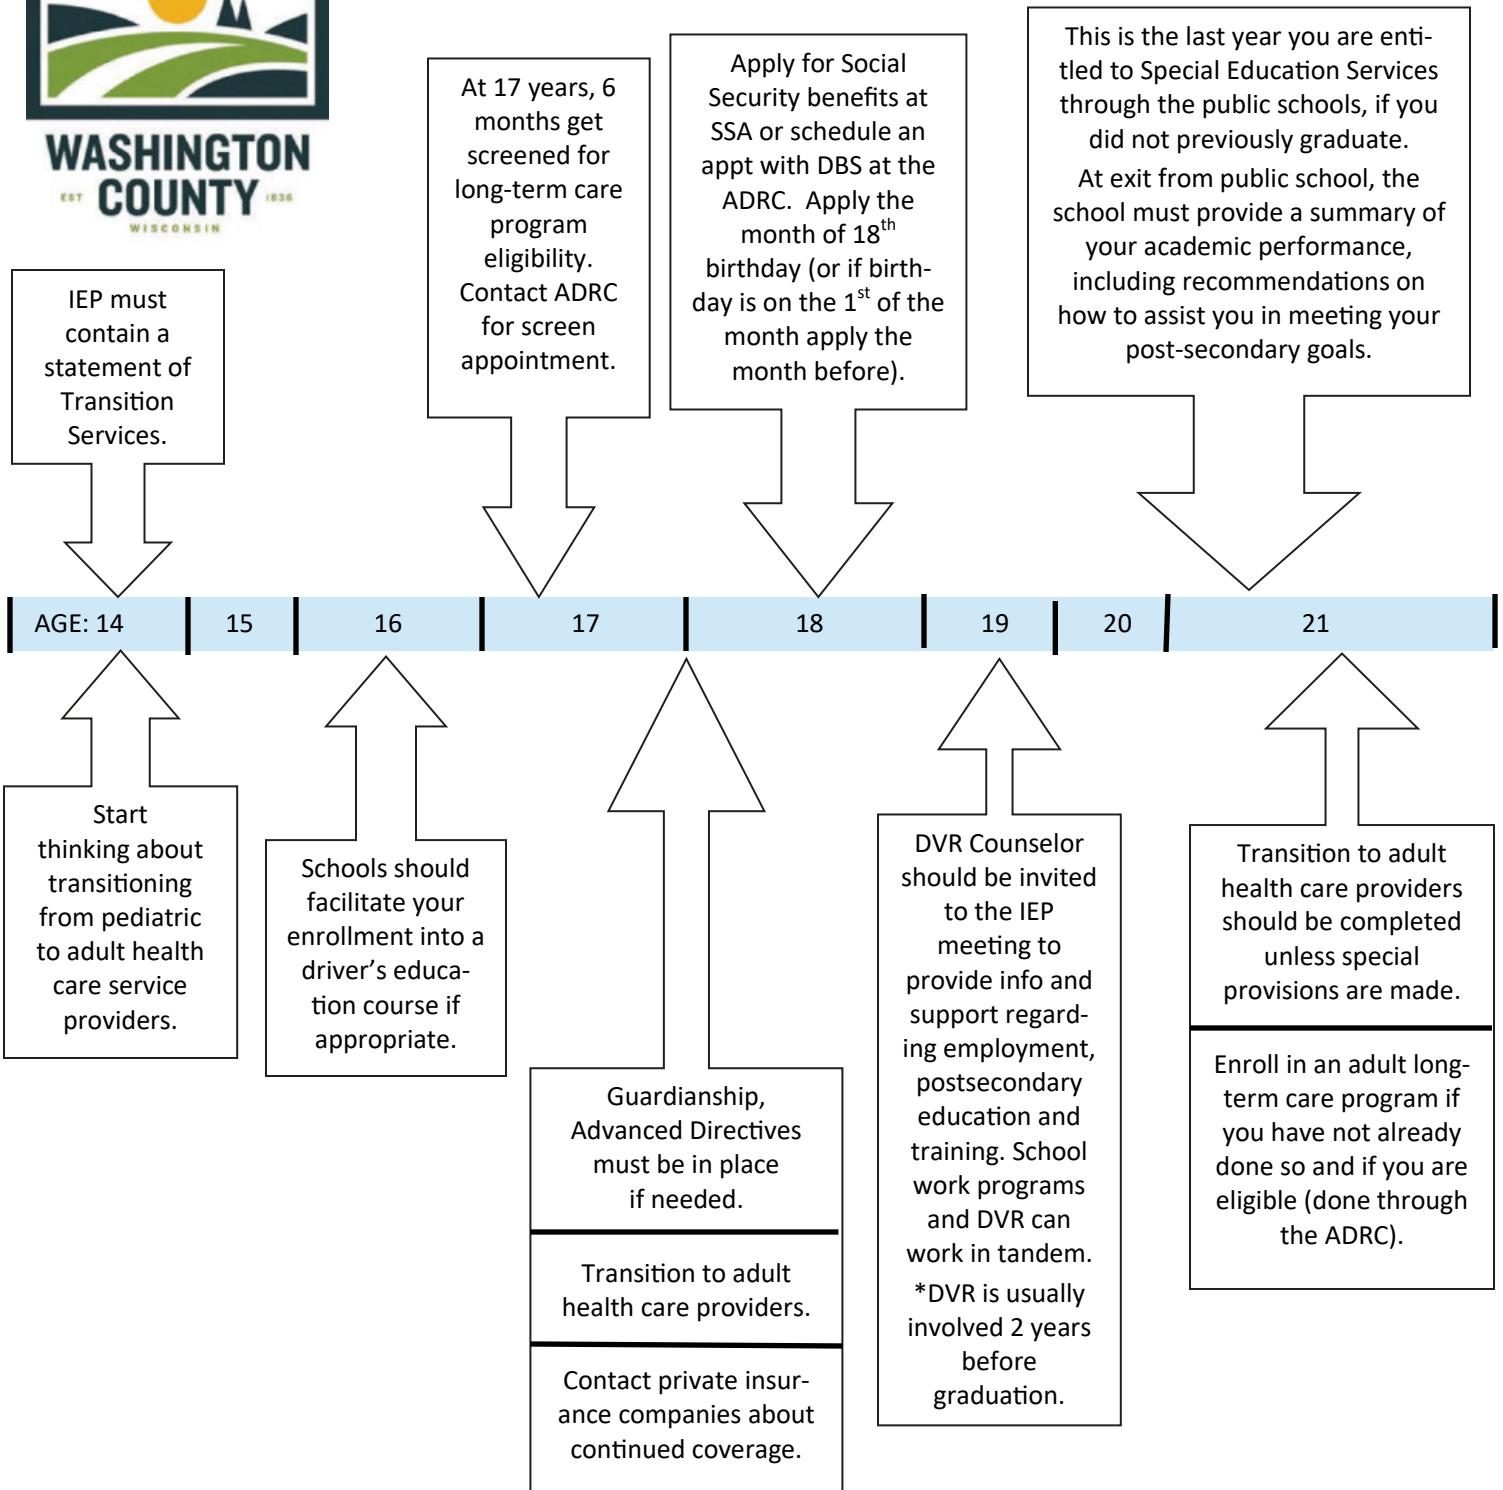 WASHINGTON
EST COUNTY 1836
WISCONSIN
IEP must
contain a
statement of
Transition
Services.
At 17 years, 6
months get
screened for
long-term care
program
eligibility.
Contact ADRC
for screen
appointment.
Apply for Social
Security benefits at
SSA or schedule an
appt with DBS at the
ADRC.  Apply the
month of 18th
birthday (or if birth-
day is on the 1st of the
month apply the
month before).
This is the last year you are enti-
tled to Special Education Services
through the public schools, if you
did not previously graduate.
At exit from public school, the
school must provide a summary of
your academic performance,
including recommendations on
how to assist you in meeting your
post-secondary goals.
AGE: 14
15
16
17
18
19
20
21
Start
thinking about
transitioning
from pediatric
to adult health
care service
providers.
Schools should
facilitate your
enrollment into a
driver's educa-
tion course if
appropriate.
Guardianship,
Advanced Directives
must be in place
if needed.
Transition to adult
health care providers.
Contact private insur-
ance companies about
continued coverage.
DVR Counselor
should be invited
to the IEP
meeting to
provide info and
support regard-
ing employment,
postsecondary
education and
training. School
work programs
and DVR can
work in tandem.
*DVR is usually
involved 2 years
before
graduation.
Transition to adult
health care providers
should be completed
unless special
provisions are made.
Enroll in an adult long-
term care program if
you have not already
done so and if you are
eligible (done through
the ADRC).